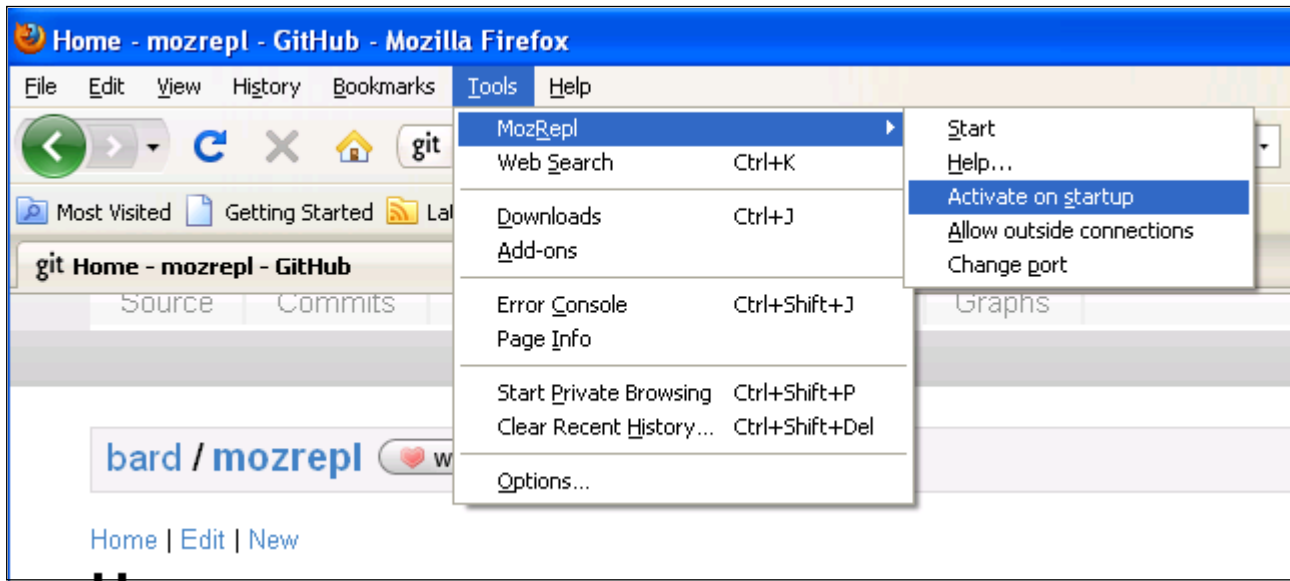 Home - mozrepl - GitHub - Mozilla Firefox
File Edit View History Bookmarks Tools Help
git
Most Visited Getting Started
git Home - mozrepl - GitHub
MozRepl
Web Search Ctrl+K
Downloads Ctrl+J
Add-ons
Error Console Ctrl+Shift+J
Page Info
Start Private Browsing Ctrl+Shift+P
Clear Recent History... Ctrl+Shift+Del
Options...
Start
Help...
Activate on startup
Allow outside connections
Change port
Source Commits Graphs
bard / mozrepl w
Home | Edit | New